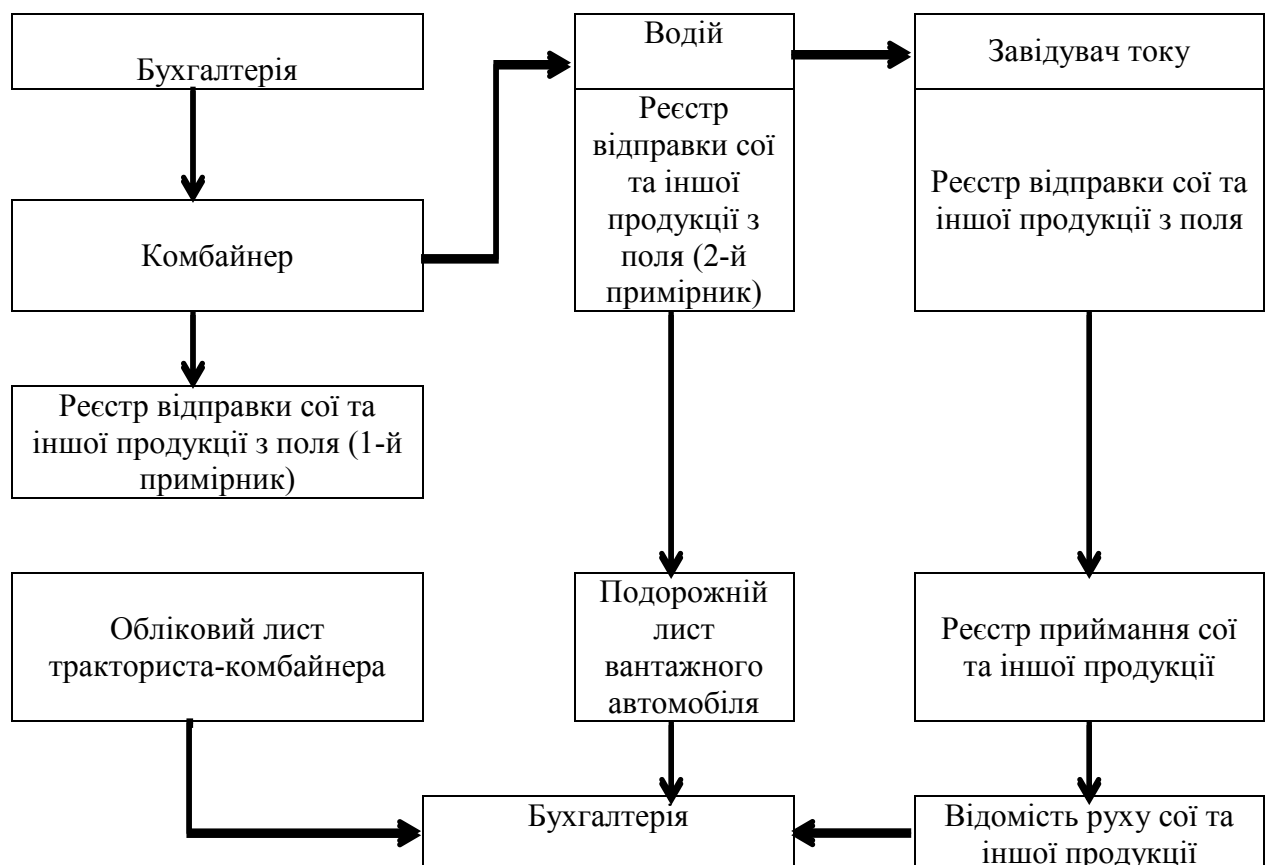 Бухгалтерія
Водій
Завідувач току
Реєстр
відправки сої
та іншої
продукції з
поля (2-й
примірник)
Реєстр відправки сої та
іншої продукції з поля
Комбайнер
Реєстр відправки сої та
іншої продукції з поля (1-й
примірник)
Обліковий лист
тракториста-комбайнера
Подорожній
лист
вантажного
автомобіля
Реєстр приймання сої
та іншої продукції
Бухгалтерія
Відомість руху сої та
іншої продукції